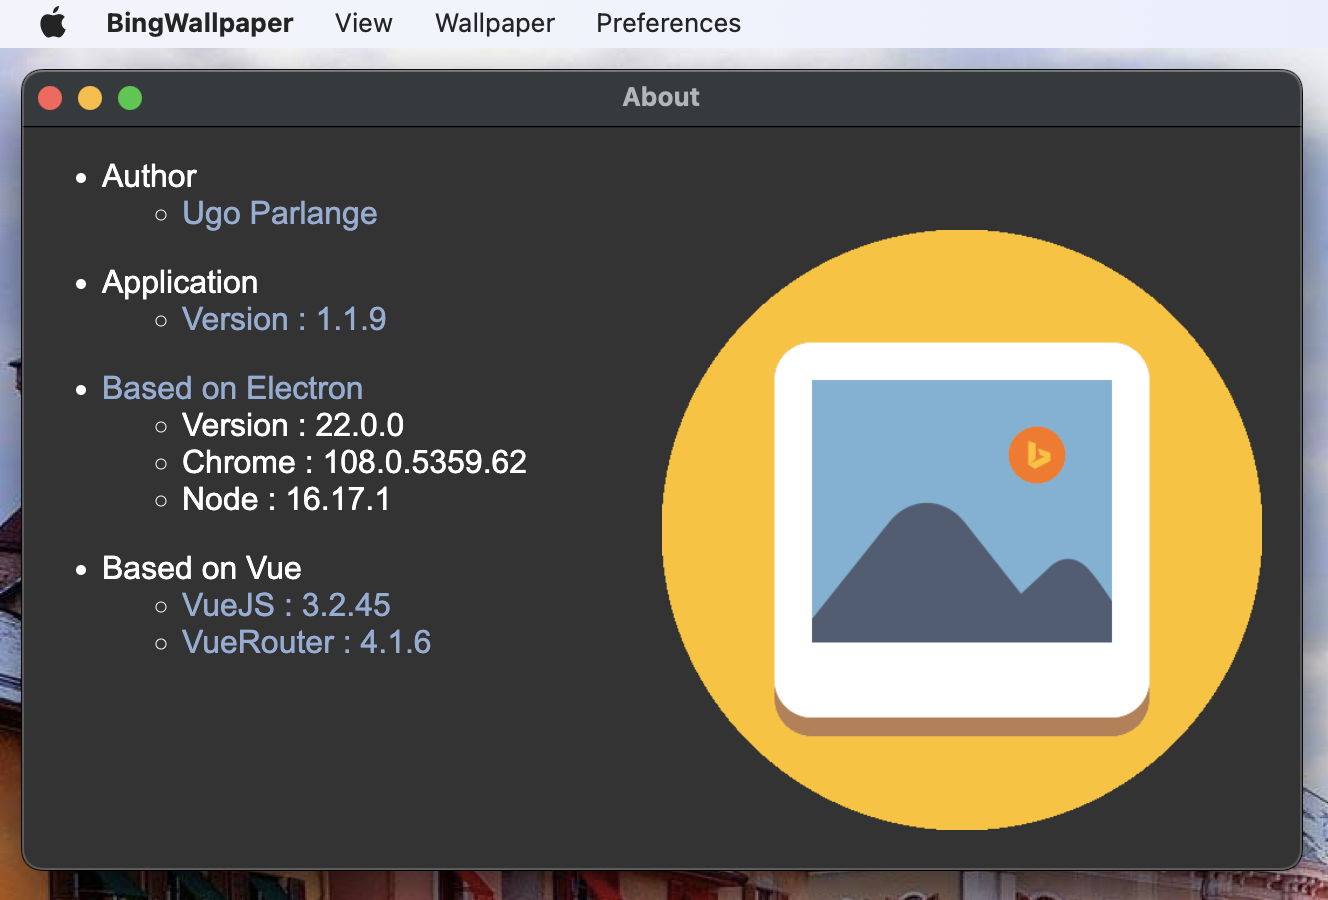 BingWallpaper View Wallpaper Preferences
About
Author
Ugo Parlange
Application
Version : 1.1.9
Based on Electron
Version : 22.0.0
Chrome : 108.0.5359.62
Node : 16.17.1
Based on Vue
VueJS : 3.2.45
VueRouter : 4.1.6